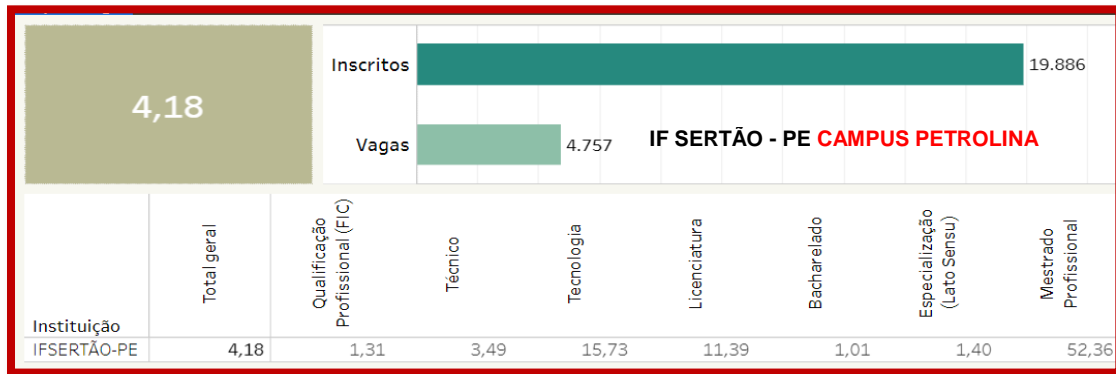 4,18
Inscritos 19.886
Vagas 4.757
IF SERTÃO - PE CAMPUS PETROLINA
Instituição
Total geral
Qualificação
Profissional (FIC)
Técnico
Tecnologia
Licenciatura
Bacharelado
Especialização
(Lato Sensu)
Mestrado
Profissional
IFSERTÃO-PE 4,18 1,31 3,49 15,73 11,39 1,01 1,40 52,36